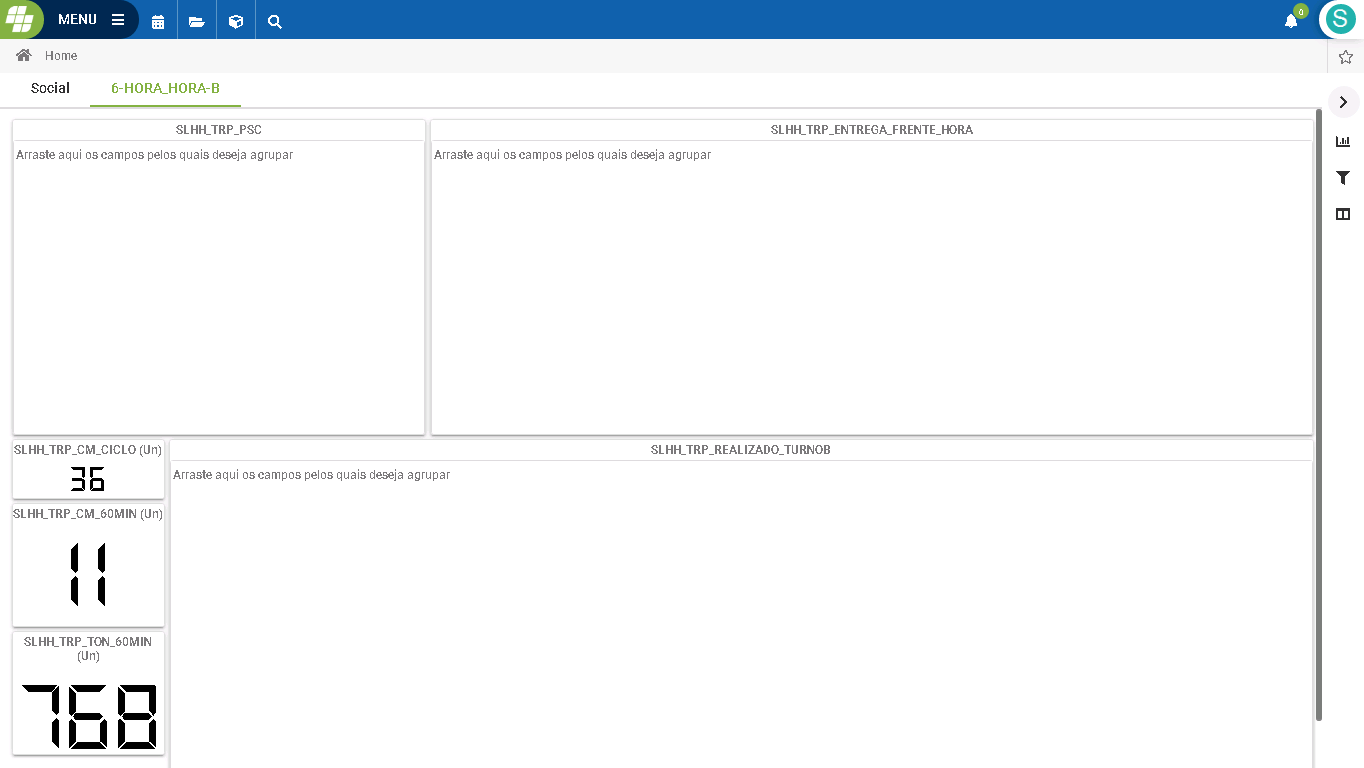 MENU
0
S
Home
Social
6-HORA_HORA-B
SLHH_TRP_PSC
SLHH_TRP_ENTREGA_FRENTE_HORA
Arraste aqui os campos pelos quais deseja agrupar
Arraste aqui os campos pelos quais deseja agrupar
SLHH_TRP_CM_CICLO (Un)
36
SLHH_TRP_REALIZADO_TURNOB
Arraste aqui os campos pelos quais deseja agrupar
SLHH_TRP_CM_60MIN (Un)
11
SLHH_TRP_TON_60MIN
(Un)
768